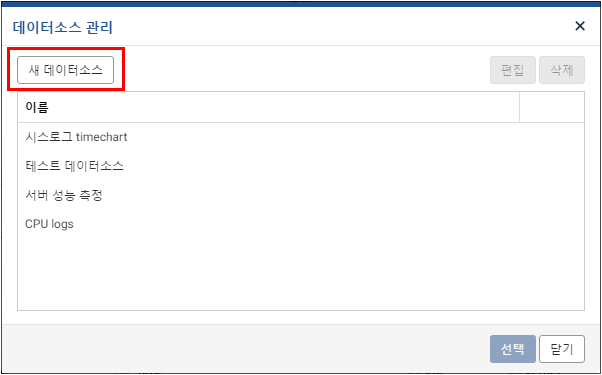 데이터소스 관리
새 데이터소스 편집 삭제
이름
시스로그 timechart
테스트 데이터소스
서버 성능 측정
CPU logs
선택 닫기